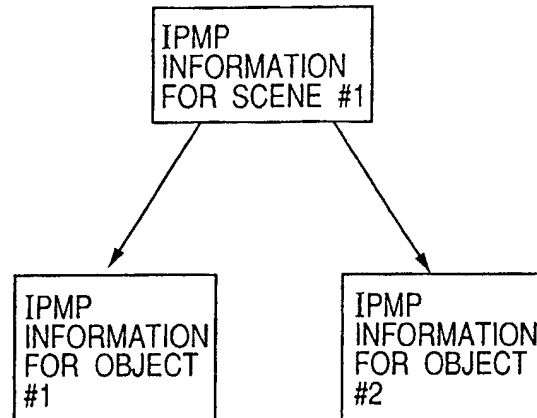 IPMP
INFORMATION
FOR SCENE #1
IPMP
INFORMATION
FOR OBJECT
#1
IPMP
INFORMATION
FOR OBJECT
#2